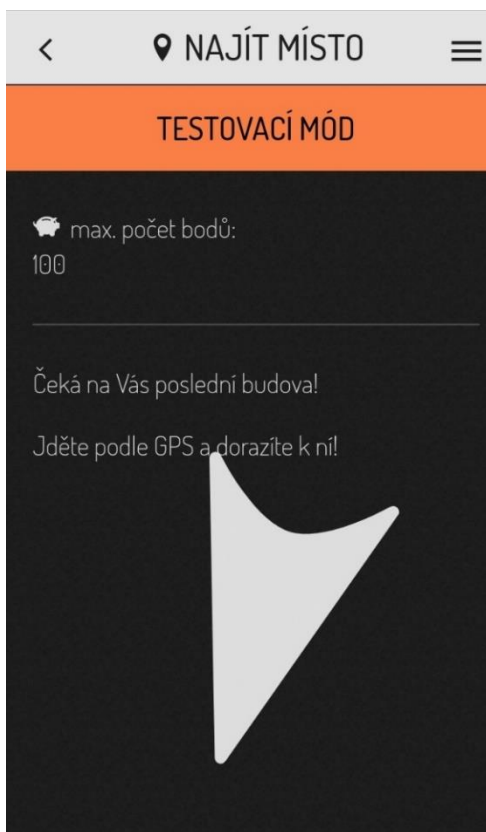 NAJÍT MÍSTO
TESTOVACÍ MÓD
max. počet bodů:
100
Čeká na Vás poslední budova!
Jděte podle GPS a dorazíte k ní!